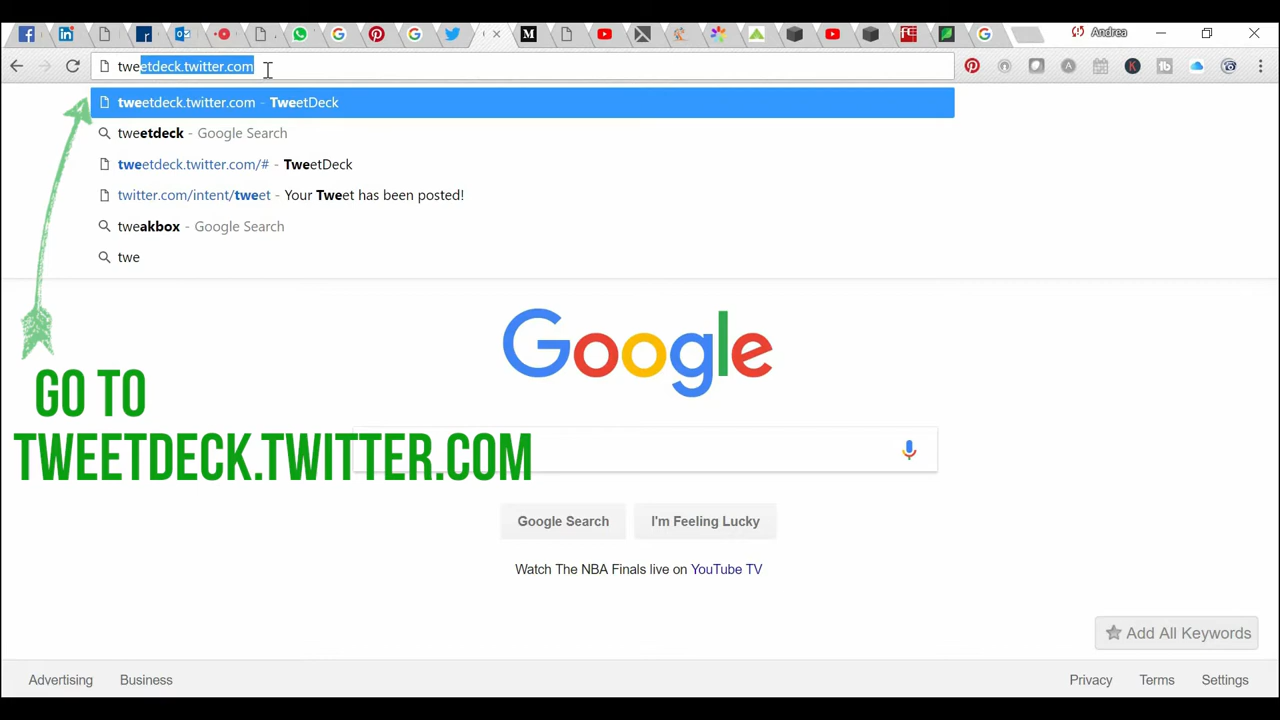 Andrea
tweetdeck.twitter.com
tweetdeck.twitter.com - TweetDeck
tweetdeck - Google Search
tweetdeck.twitter.com/# - TweetDeck
twitter.com/intent/tweet - Your Tweet has been posted!
tweakbox - Google Search
twe
Google
GO TO
TWEETDECK.TWITTER.COM
Google Search
I'm Feeling Lucky
Watch The NBA Finals live on YouTube TV
Add All Keywords
Advertising
Business
Privacy
Terms
Settings